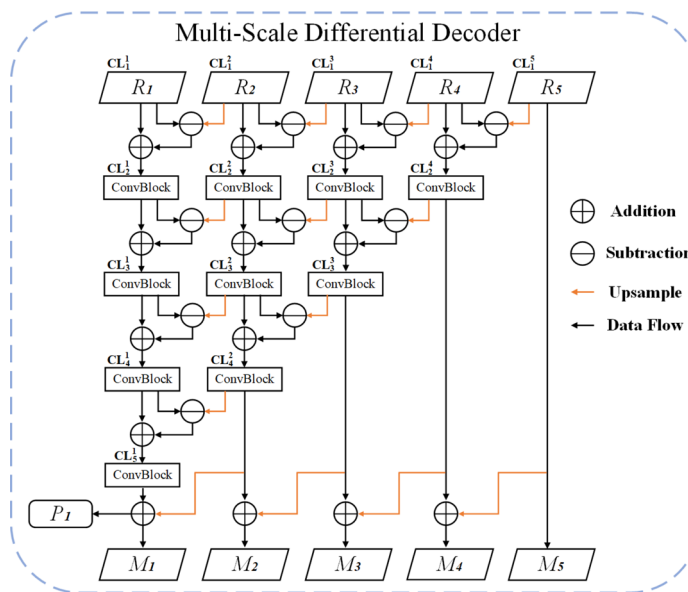 Multi-Scale Differential Decoder
CL₁¹ CL₁² CL₁³ CL₁⁴ CL₁⁵
R₁ R₂ R₃ R₄ R₅
CL₂¹ CL₂² CL₂³ CL₂⁴
ConvBlock ConvBlock ConvBlock ConvBlock
Addition
Subtraction
CL₃¹ CL₃² CL₃³
ConvBlock ConvBlock ConvBlock
Upsample
Data Flow
CL₄¹ CL₄²
ConvBlock ConvBlock
CL₅¹
ConvBlock
P₁
M₁ M₂ M₃ M₄ M₅